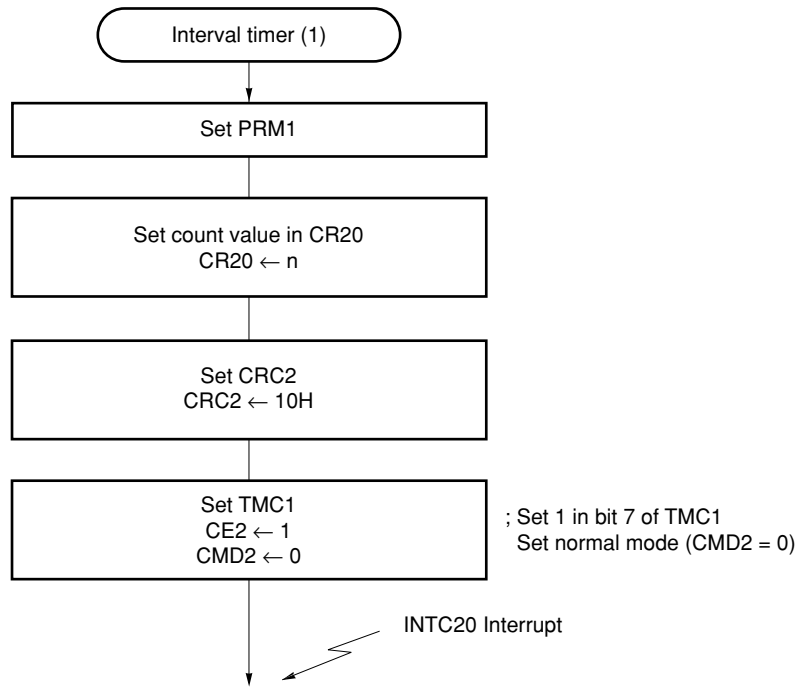 Interval timer (1)
Set PRM1
Set count value in CR20
CR20 ← n
Set CRC2
CRC2 ← 10H
Set TMC1
CE2 ← 1
CMD2 ← 0
; Set 1 in bit 7 of TMC1
Set normal mode (CMD2 = 0)
INTC20 Interrupt